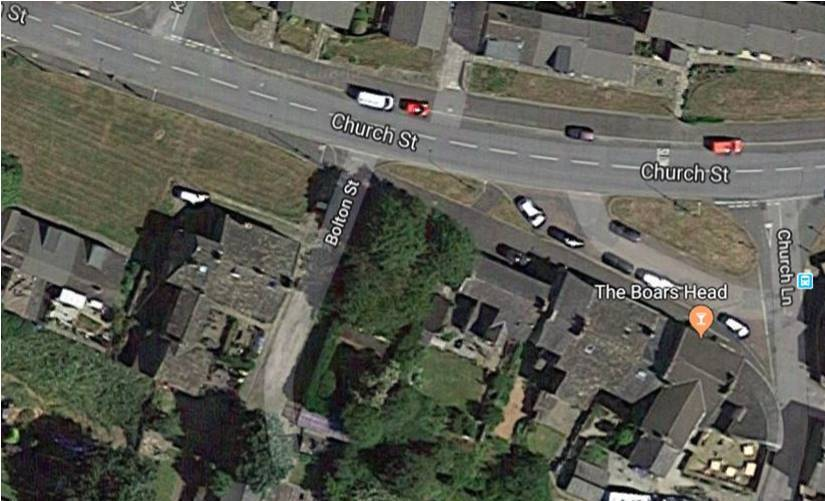 St
K
Church St
Church St
Bolton St
Church Ln
The Boars Head